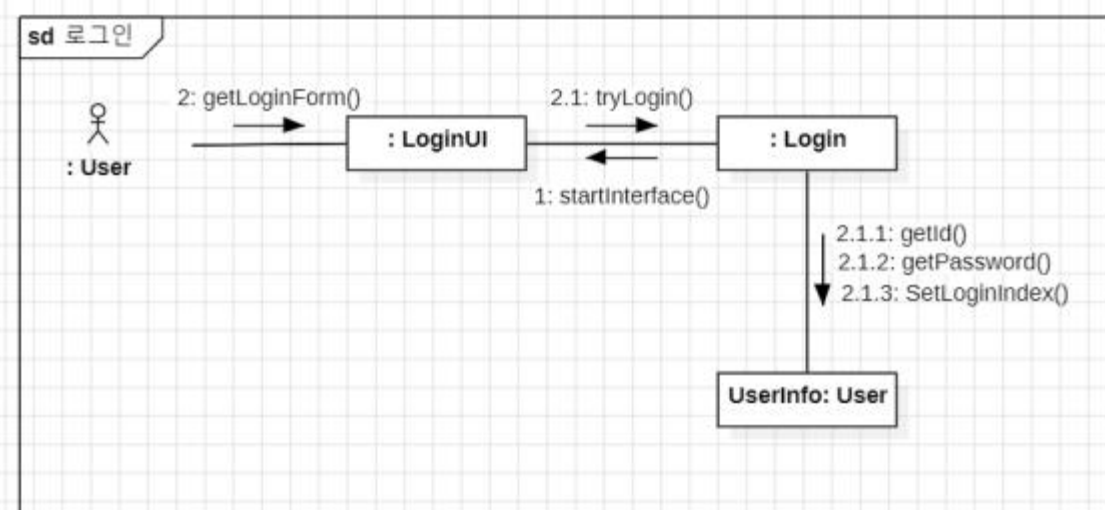 sd 로그인
2: getLoginForm()
2.1: tryLogin()
: LoginUI
: Login
: User
1: startInterface()
2.1.1: getId()
2.1.2: getPassword()
2.1.3: SetLoginIndex()
UserInfo: User